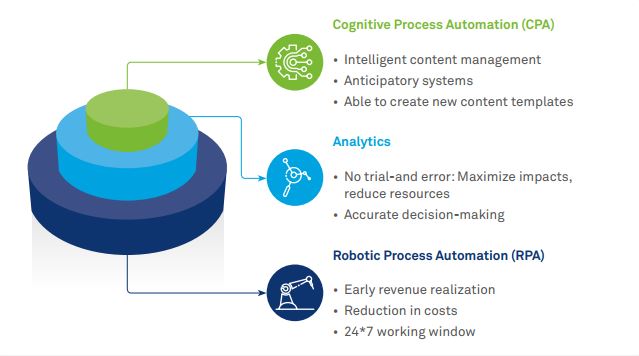 Cognitive Process Automation (CPA)
• Intelligent content management
• Anticipatory systems
• Able to create new content templates
Analytics
• No trial-and error: Maximize impacts,
reduce resources
• Accurate decision-making
Robotic Process Automation (RPA)
• Early revenue realization
• Reduction in costs
• 24*7 working window